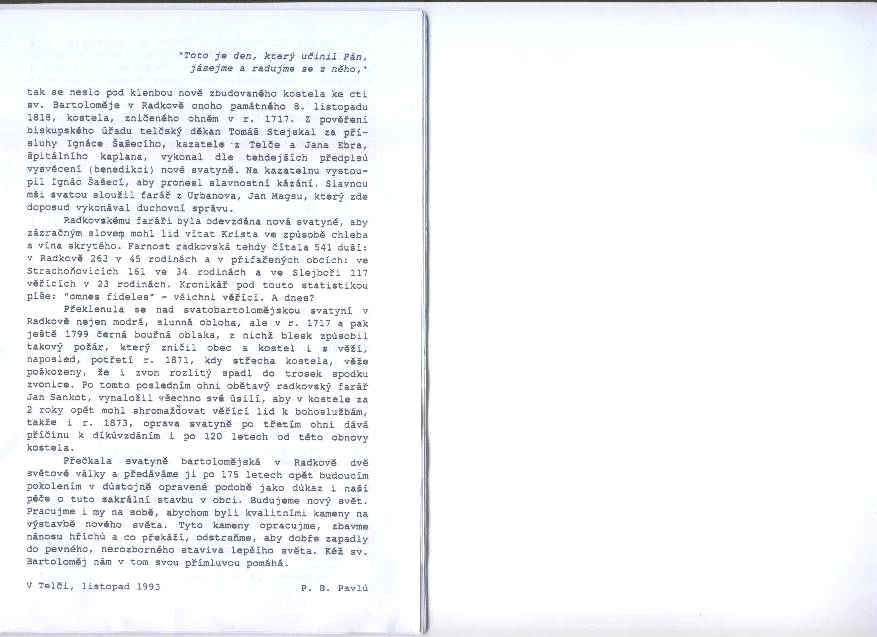 "Toto je den, který učinil Pán,
jásejme a radujme se z něho,"
tak se neslo pod klenbou nově zbudovaného kostela ke cti
sv. Bartoloměje v Radkově onoho památného 8. listopadu
1818, kostela, zničeného ohněm v r. 1717. Z pověření
biskupského úřadu telčský děkan Tomáš Stejskal za pří-
sluhy Ignáce Šašecího, kazatele z Telče a Jana Ebra,
špitálního kaplana, vykonal dle tehdejších předpisů
vysvěcení (benedikci) nové svatyně. Na kazatelnu vystou-
pil Ignác Šašecí, aby pronesl slavnostní kázání. Slavnou
mši svatou sloužil farář z Urbanova, Jan Magsu, který zde
doposud vykonával duchovní správu.
Radkovskému faráři byla odevzdána nová svatyně, aby
zázračným slovem mohl lid vítat Krista ve způsobě chleba
a vína skrytého. Farnost radkovská tehdy čítala 541 duší:
v Radkově 263 v 45 rodinách a v přifařených obcích: ve
Strachoňovicích 161 ve 34 rodinách a ve Slejboři 117
věřících v 23 rodinách. Kronikář pod touto statistikou
píše: "omnes fideles" - všichni věřící. A dnes?
Překlenula se nad svatobartolomějskou svatyní v
Radkově nejen modrá, slunná obloha, ale v r. 1717 a pak
ještě 1799 černá bouřná oblaka, z nichž blesk způsobil
takový požár, který zničil obec a kostel i s věží,
naposled, potřetí r. 1871, kdy střecha kostela, věže
poškozeny, že i zvon rozlitý spadl do trosek spodku
zvonice. Po tomto posledním ohni obětavý radkovský farář
Jan Sankot, vynaložil všechno své úsilí, aby v kostele za
2 roky opět mohl shromažďovat věřící lid k bohoslužbám,
takže i r. 1873, oprava svatyně po třetím ohni dává
příčinu k díkůvzdáním i po 120 letech od této obnovy
kostela.
Přečkala svatyně bartolomějská v Radkově dvě
světové války a předáváme ji po 175 letech opět budoucím
pokolením v důstojně opravené podobě jako důkaz i naší
péče o tuto sakrální stavbu v obci. Budujeme nový svět.
Pracujme i my na sobě, abychom byli kvalitními kameny na
výstavbě nového světa. Tyto kameny opracujme, zbavme
nánosu hříchů a co překáží, odstraňme, aby dobře zapadly
do pevného, nerozborného staviva lepšího světa. Kéž sv.
Bartoloměj nám v tom svou přímluvou pomáhá.
V Telči, listopad 1993 P. B. Pavlů